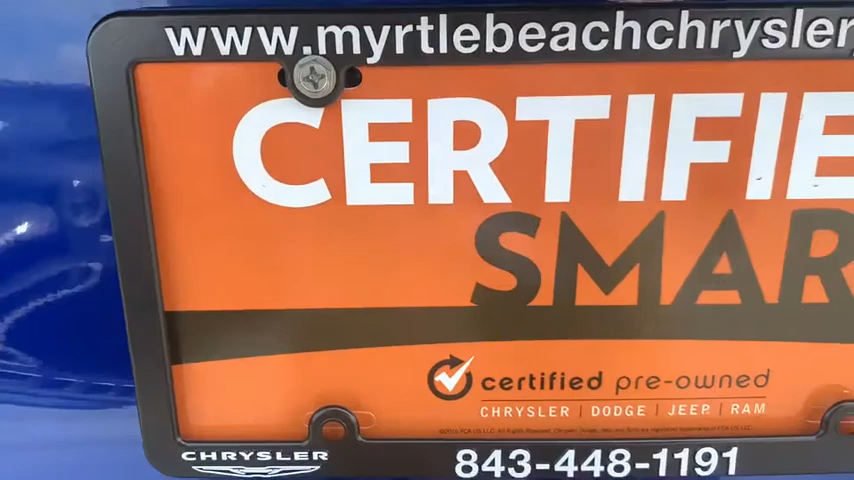 www.myrtlebeachchrysler
CERTIFIE
SMAR
certified pre-owned
CHRYSLER | DODGE | JEEP | RAM
CHRYSLER
843-448-1191